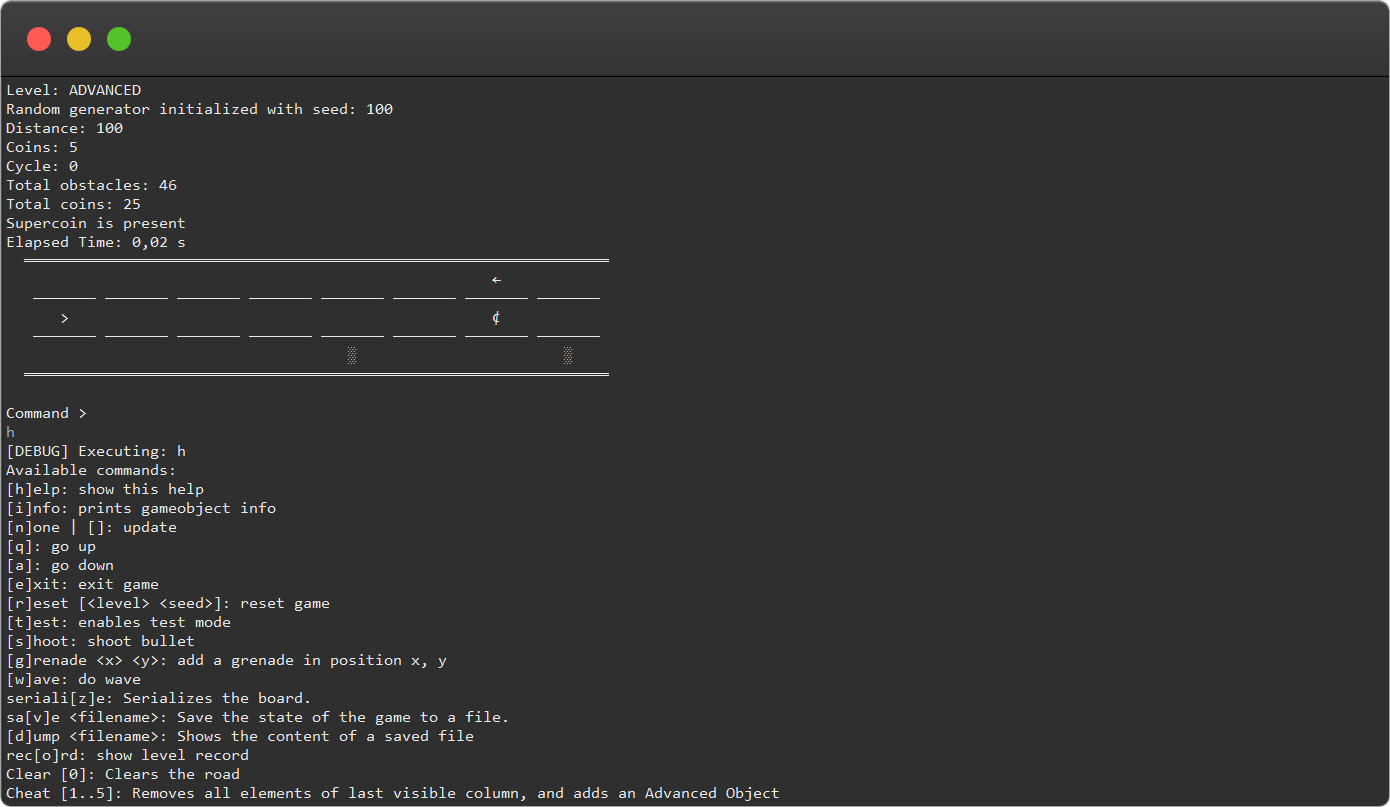 Level: ADVANCED
Random generator initialized with seed: 100
Distance: 100
Coins: 5
Cycle: 0
Total obstacles: 46
Total coins: 25
Supercoin is present
Elapsed Time: 0,02 s
←
> ¢
░ ░
Command >
h
[DEBUG] Executing: h
Available commands:
[h]elp: show this help
[i]nfo: prints gameobject info
[n]one | []: update
[q]: go up
[a]: go down
[e]xit: exit game
[r]eset [<level> <seed>]: reset game
[t]est: enables test mode
[s]hoot: shoot bullet
[g]renade <x> <y>: add a grenade in position x, y
[w]ave: do wave
seriali[z]e: Serializes the board.
sa[v]e <filename>: Save the state of the game to a file.
[d]ump <filename>: Shows the content of a saved file
rec[o]rd: show level record
Clear [0]: Clears the road
Cheat [1..5]: Removes all elements of last visible column, and adds an Advanced Object